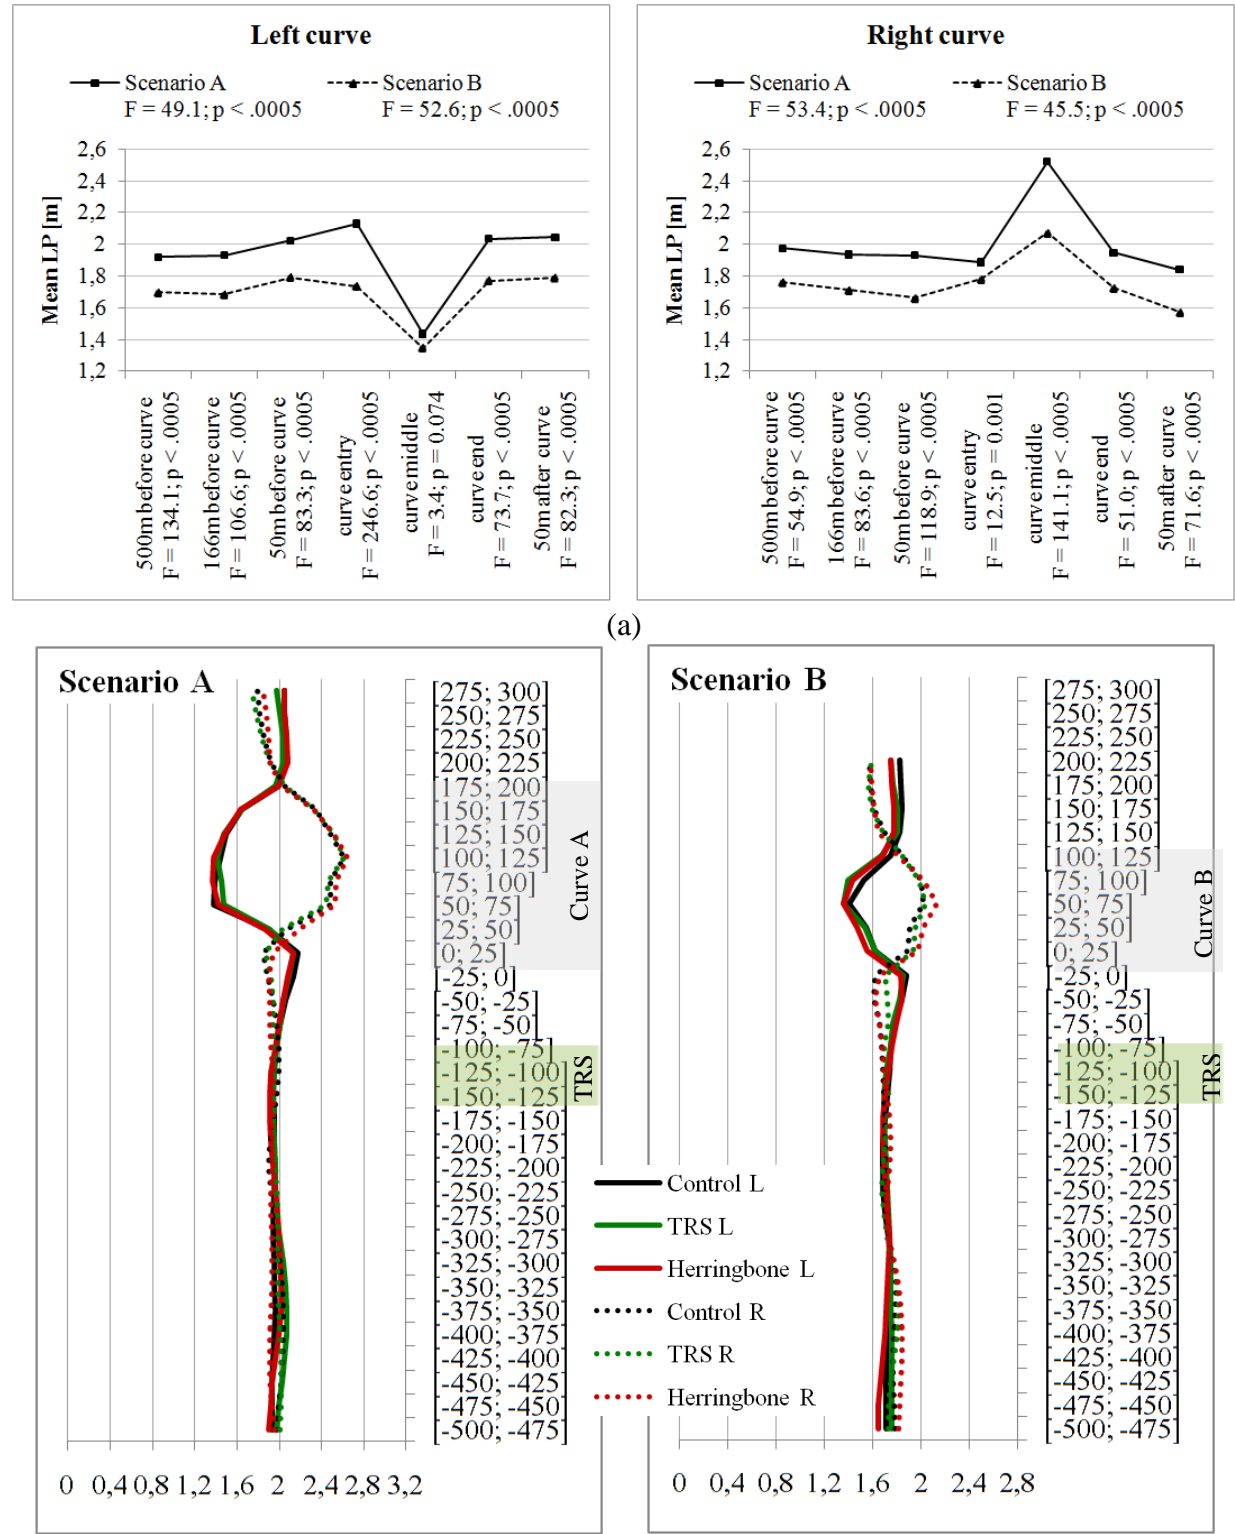 Left curve
Scenario A
F = 49.1; p < .0005
Scenario B
F = 52.6; p < .0005
Mean LP [m]
2,6
2,4
2,2
2
1,8
1,6
1,4
1,2
500m before curve
F = 134.1; p < .0005
166m before curve
F = 106.6; p < .0005
50m before curve
F = 83.3; p < .0005
curve entry
F = 246.6; p < .0005
curve middle
F = 3.4; p = 0.074
curve end
F = 73.7; p < .0005
50m after curve
F = 82.3; p < .0005
Right curve
Scenario A
F = 53.4; p < .0005
Scenario B
F = 45.5; p < .0005
Mean LP [m]
2,6
2,4
2,2
2
1,8
1,6
1,4
1,2
500m before curve
F = 54.9; p < .0005
166m before curve
F = 83.6; p < .0005
50m before curve
F = 118.9; p < .0005
curve entry
F = 12.5; p = 0.001
curve middle
F = 141.1; p < .0005
curve end
F = 51.0; p < .0005
50m after curve
F = 71.6; p < .0005
(a)
Scenario A
[275; 300]
[250; 275]
[225; 250]
[200; 225]
[175; 200]
[150; 175]
[125; 150]
[100; 125]
[75; 100]
[50; 75]
[25; 50]
[0; 25]
[-25; 0]
[-50; -25]
[-75; -50]
[-100; -75]
[-125; -100]
[-150; -125]
[-175; -150]
[-200; -175]
[-225; -200]
[-250; -225]
[-275; -250]
[-300; -275]
[-325; -300]
[-350; -325]
[-375; -350]
[-400; -375]
[-425; -400]
[-450; -425]
[-475; -450]
[-500; -475]
Curve A
TRS
0 0,4 0,8 1,2 1,6 2 2,4 2,8 3,2
Control L
TRS L
Herringbone L
Control R
TRS R
Herringbone R
Scenario B
[275; 300]
[250; 275]
[225; 250]
[200; 225]
[175; 200]
[150; 175]
[125; 150]
[100; 125]
[75; 100]
[50; 75]
[25; 50]
[0; 25]
[-25; 0]
[-50; -25]
[-75; -50]
[-100; -75]
[-125; -100]
[-150; -125]
[-175; -150]
[-200; -175]
[-225; -200]
[-250; -225]
[-275; -250]
[-300; -275]
[-325; -300]
[-350; -325]
[-375; -350]
[-400; -375]
[-425; -400]
[-450; -425]
[-475; -450]
[-500; -475]
Curve B
TRS
0 0,4 0,8 1,2 1,6 2 2,4 2,8